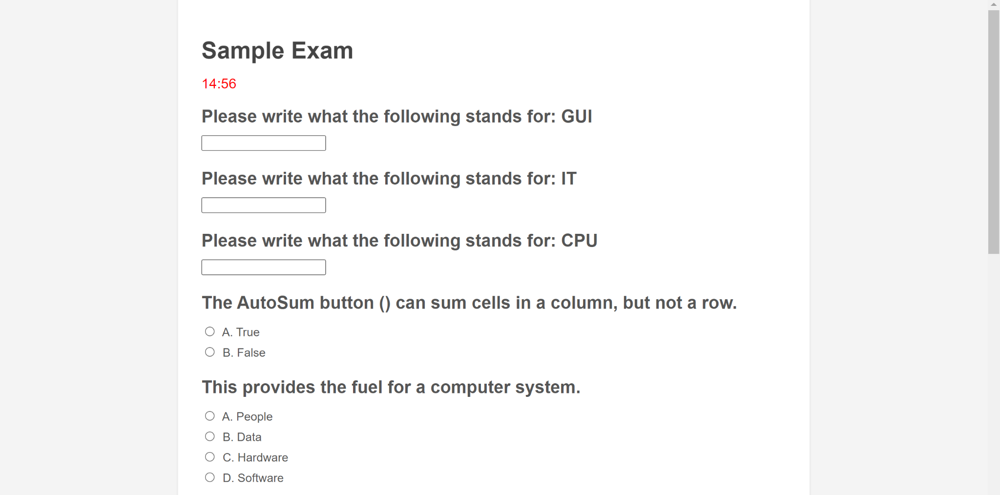 Sample Exam
14:56
Please write what the following stands for: GUI
Please write what the following stands for: IT
Please write what the following stands for: CPU
The AutoSum button () can sum cells in a column, but not a row.
A. True
B. False
This provides the fuel for a computer system.
A. People
B. Data
C. Hardware
D. Software